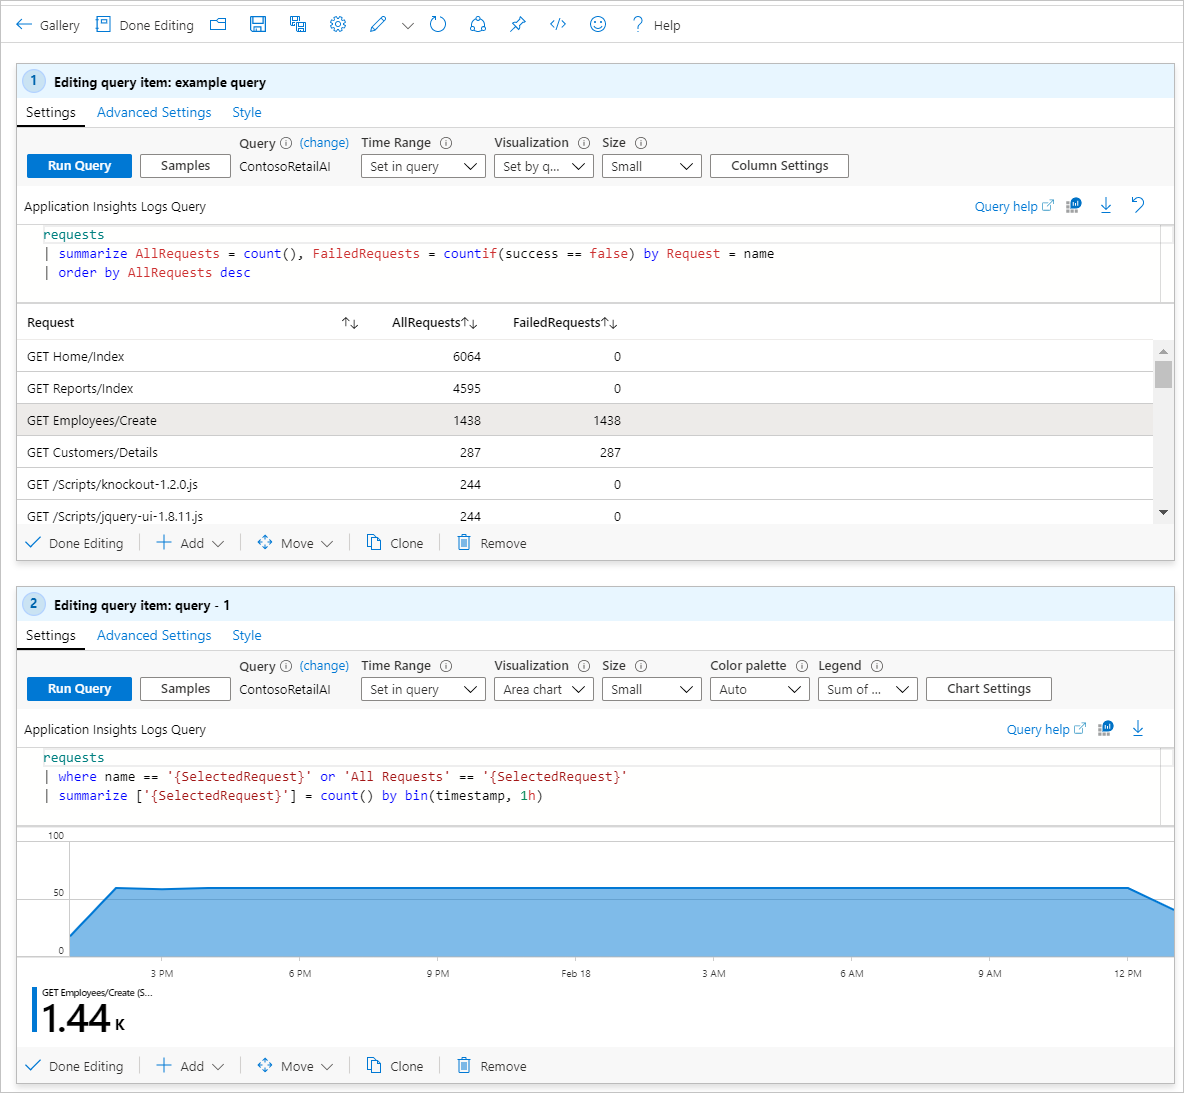 Gallery Done Editing Help
1 Editing query item: example query
Settings Advanced Settings Style
Query (change) Time Range Visualization Size
Run Query Samples ContosoRetailAI Set in query Set by q... Small Column Settings
Application Insights Logs Query Query help
requests
| summarize AllRequests = count(), FailedRequests = countif(success == false) by Request = name
| order by AllRequests desc
Request AllRequests FailedRequests
GET Home/Index 6064 0
GET Reports/Index 4595 0
GET Employees/Create 1438 1438
GET Customers/Details 287 287
GET /Scripts/knockout-1.2.0.js 244 0
GET /Scripts/jquery-ui-1.8.11.js 244 0
Done Editing Add Move Clone Remove
2 Editing query item: query - 1
Settings Advanced Settings Style
Query (change) Time Range Visualization Size Color palette Legend
Run Query Samples ContosoRetailAI Set in query Area chart Small Auto Sum of ... Chart Settings
Application Insights Logs Query Query help
requests
| where name == '{SelectedRequest}' or 'All Requests' == '{SelectedRequest}'
| summarize ['{SelectedRequest}'] = count() by bin(timestamp, 1h)
100
50
0
3 PM 6 PM 9 PM Feb 18 3 AM 6 AM 9 AM 12 PM
GET Employees/Create (S...
1.44 K
Done Editing Add Move Clone Remove